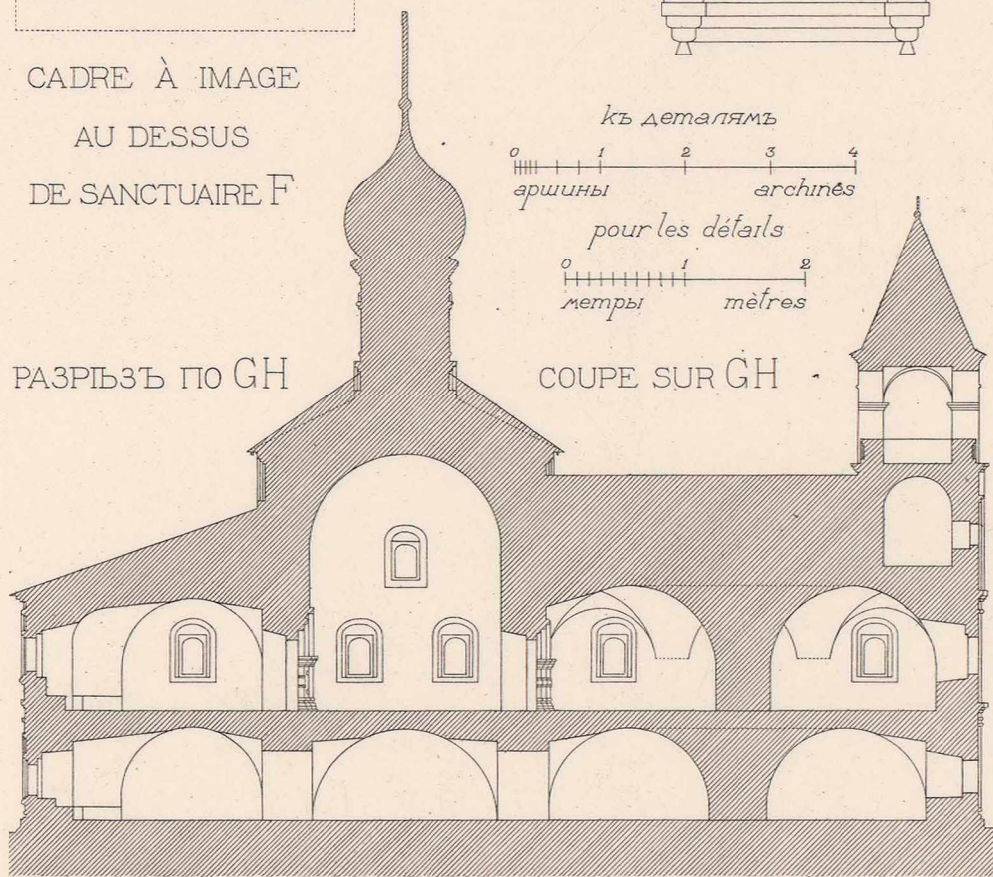 CADRE À IMAGE
AU DESSUS
DE SANCTUAIRE F
къ деталямъ
0 1 2 3 4
аршины archinés
pour les détails
0 1 2
метры mètres
РАЗРѢЗЪ ПО GH
COUPE SUR GH